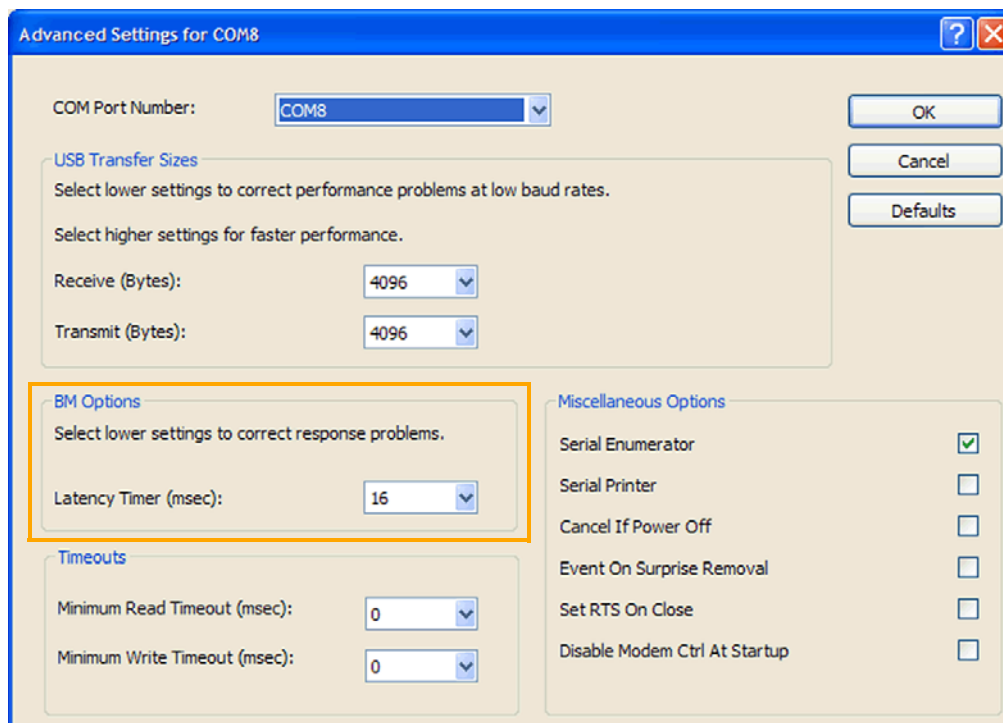 Advanced Settings for COM8
COM Port Number: COM8
OK
Cancel
Defaults
USB Transfer Sizes
Select lower settings to correct performance problems at low baud rates.
Select higher settings for faster performance.
Receive (Bytes): 4096
Transmit (Bytes): 4096
BM Options
Select lower settings to correct response problems.
Latency Timer (msec): 16
Timeouts
Minimum Read Timeout (msec): 0
Minimum Write Timeout (msec): 0
Miscellaneous Options
Serial Enumerator
Serial Printer
Cancel If Power Off
Event On Surprise Removal
Set RTS On Close
Disable Modem Ctrl At Startup